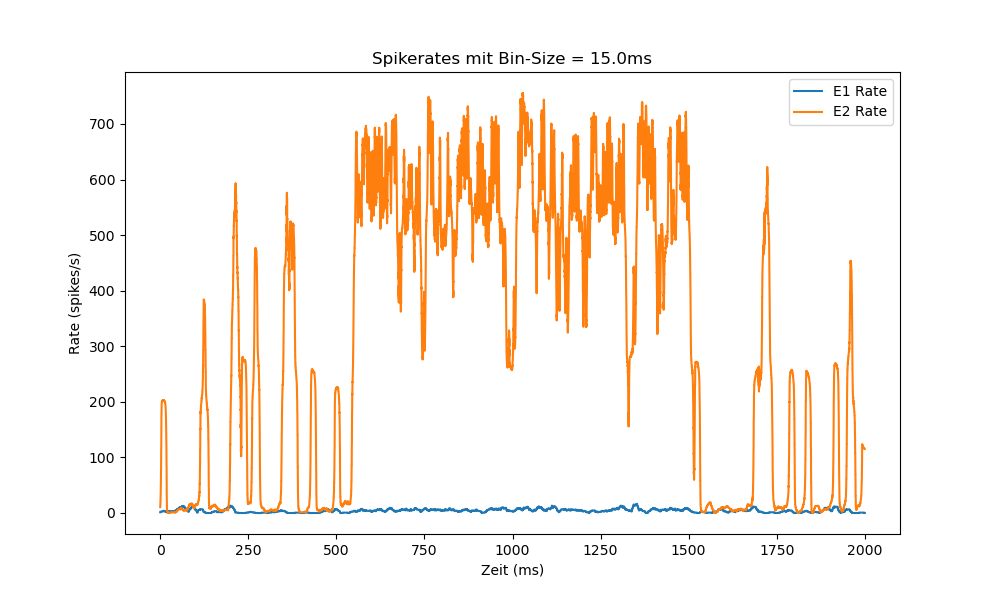 Spikerates mit Bin-Size = 15.0ms
E1 Rate
E2 Rate
Rate (spikes/s)
700
600
500
400
300
200
100
0
0 250 500 750 1000 1250 1500 1750 2000
Zeit (ms)